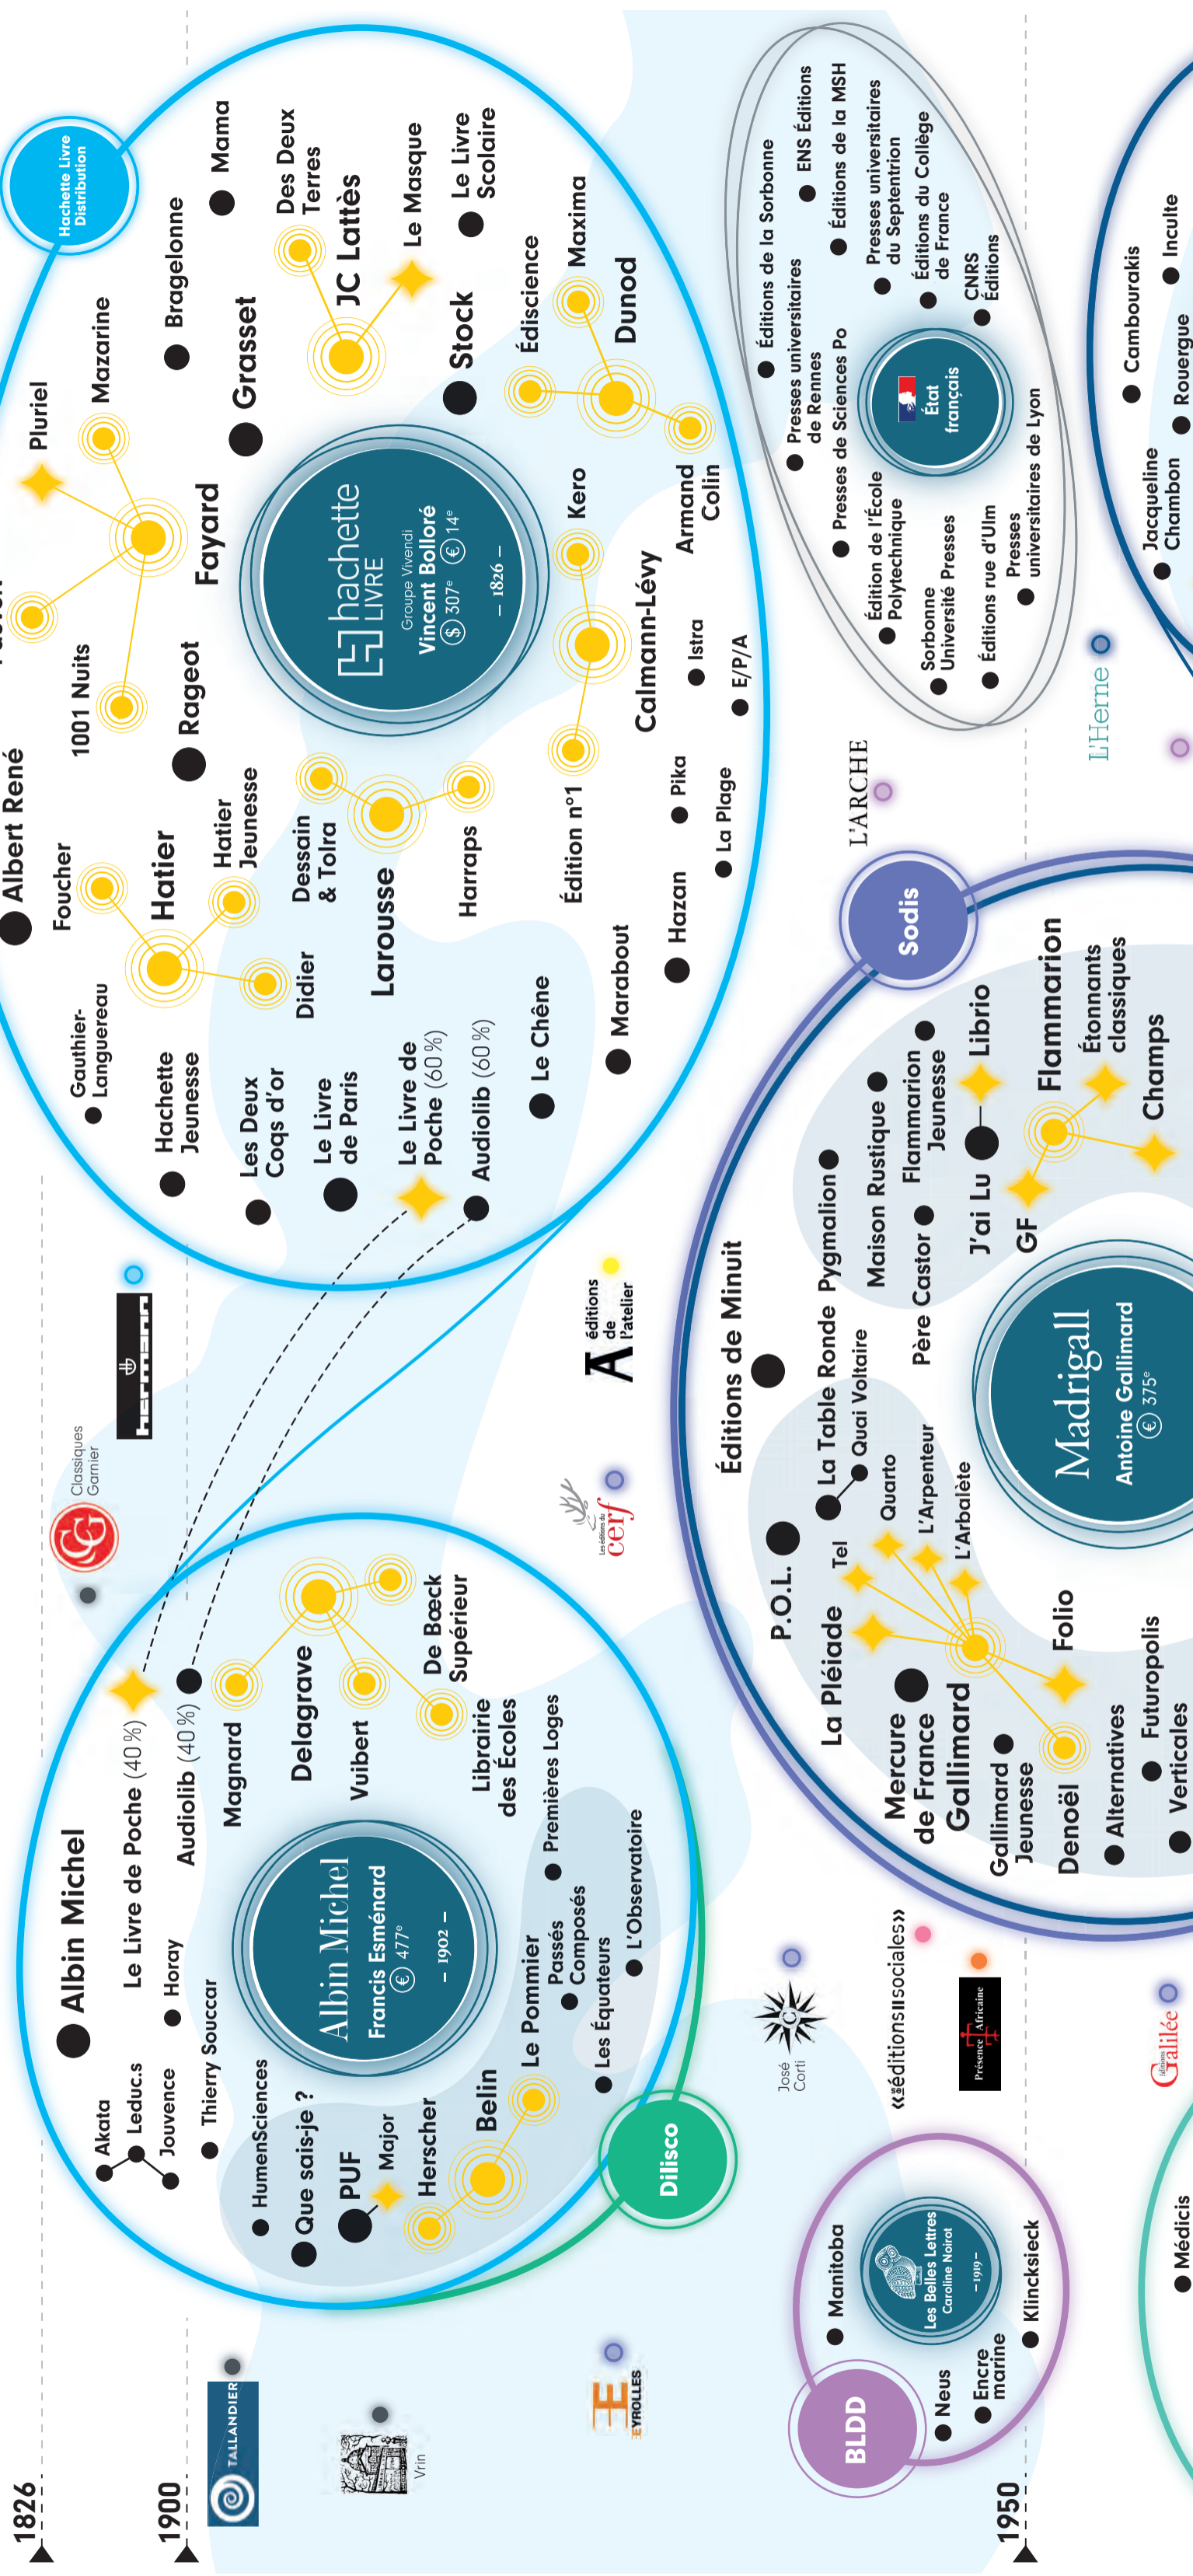 1826
1900
1950
Hachette Livre
Distribution
Pluriel
Mazarine
Fayard
1001 Nuits
Bragelonne
Mama
Grasset
Des Deux
Terres
JC Lattès
Le Masque
Stock
Le Livre
Scolaire
Édiscience
Maxima
Dunod
Armand
Colin
Rageot
Albert René
Foucher
Hatier
Hatier
Jeunesse
Didier
Gauthier-
Languereau
Hachette
Jeunesse
Les Deux
Coqs d'or
Le Livre
de Paris
Le Livre de
Poche (60 %)
Audiolib (60 %)
Le Chêne
Marabout
Hazan
La Plage
Pika
E/P/A
Istra
Dessain
& Tolra
Larousse
Harraps
Édition n°1
Calmann-Lévy
Kero
hachette
LIVRE
Groupe Vivendi
Vincent Bolloré
$ 307e € 14e
– 1826 –
Classiques
Garnier
HERMANN
éditions
de
l'atelier
Les éditions du
cerf
Albin Michel
Le Livre de Poche (40 %)
Audiolib (40 %)
Magnard
Delagrave
Vuibert
De Bœck
Supérieur
Librairie
des Écoles
Horay
Akata
Leduc.s
Jouvence
Thierry Souccar
HumenSciences
Que sais-je ?
PUF
Major
Herscher
Belin
Le Pommier
Passés
Composés
Premières Loges
Les Équateurs
L'Observatoire
Albin Michel
Francis Esménard
€ 477e
– 1902 –
Dilisco
TALLANDIER
Vrin
EYROLLES
Éditions de la Sorbonne
ENS Éditions
Presses universitaires
de Rennes
Éditions de la MSH
Presses de Sciences Po
Presses universitaires
du Septentrion
Éditions du Collège
de France
CNRS
Éditions
Édition de l'École
Polytechnique
Sorbonne
Université Presses
Éditions rue d'Ulm
Presses
universitaires de Lyon
État
français
L'ARCHE
L'Herne
Cambourakis
Inculte
Jacqueline
Chambon
Rouergue
Sodis
Éditions de Minuit
P.O.L.
La Table Ronde
Quai Voltaire
Pygmalion
Maison Rustique
Père Castor
Flammarion
Jeunesse
J'ai Lu
Librio
GF
Flammarion
Étonnants
classiques
Champs
La Pléiade
Tel
Quarto
L'Arpenteur
L'Arbalète
Mercure
de France
Gallimard
Gallimard
Jeunesse
Denoël
Folio
Alternatives
Futuropolis
Verticales
Madrigall
Antoine Gallimard
€ 375e
José
Corti
«« les éditions sociales »»
Présence Africaine
Éditions
Galilée
BLDD
Manitoba
Les Belles Lettres
Caroline Noirot
– 1919 –
Neus
Encre
marine
Klincksieck
Médicis